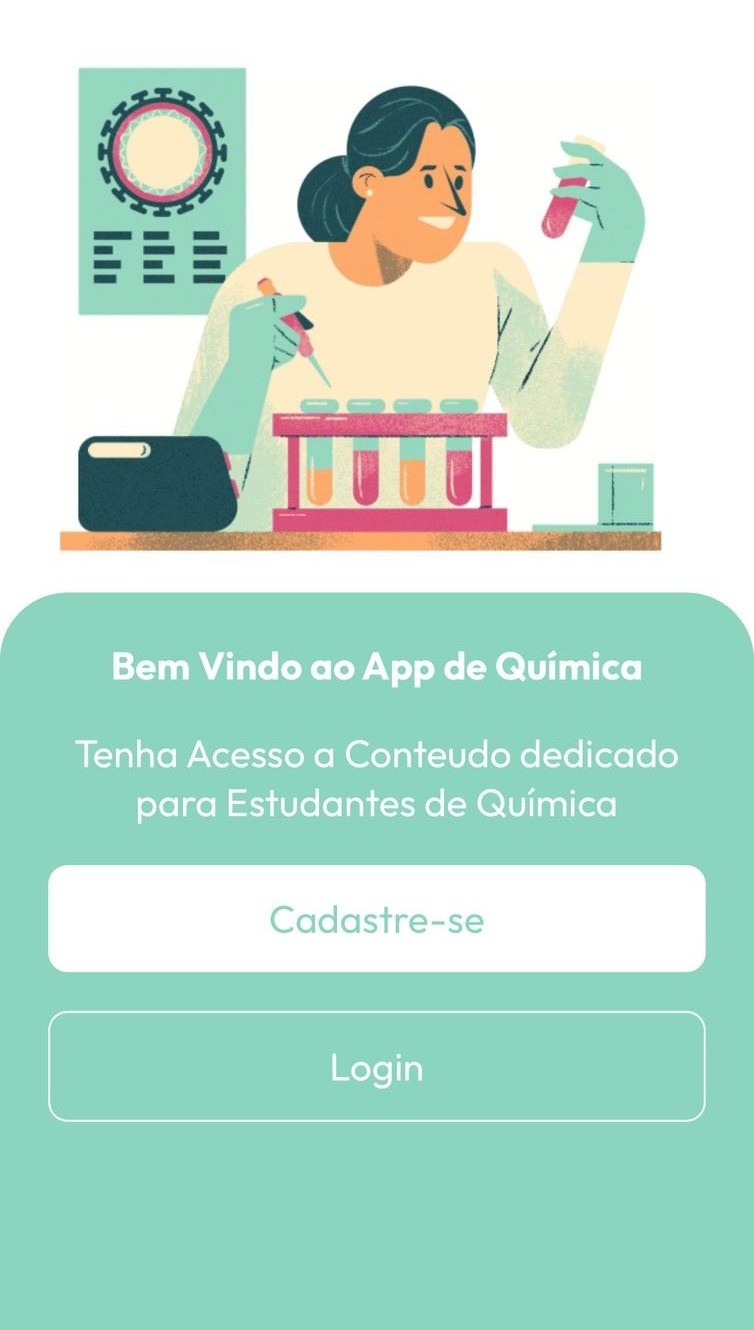 Bem Vindo ao App de Química
Tenha Acesso a Conteudo dedicado
para Estudantes de Química
Cadastre-se
Login